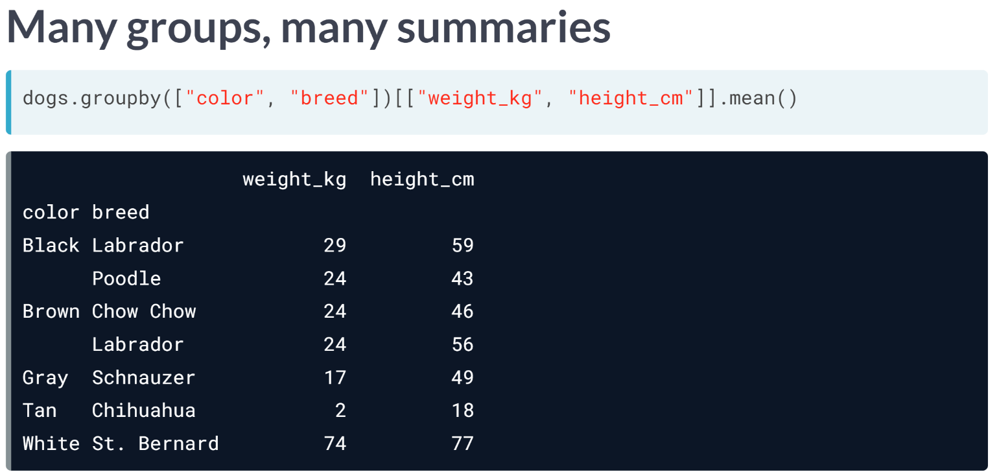 Many groups, many summaries
dogs.groupby(["color", "breed"])[["weight_kg", "height_cm"]].mean()
weight_kg  height_cm
color breed
Black Labrador            29         59
      Poodle              24         43
Brown Chow Chow           24         46
      Labrador            24         56
Gray  Schnauzer           17         49
Tan   Chihuahua            2         18
White St. Bernard         74         77